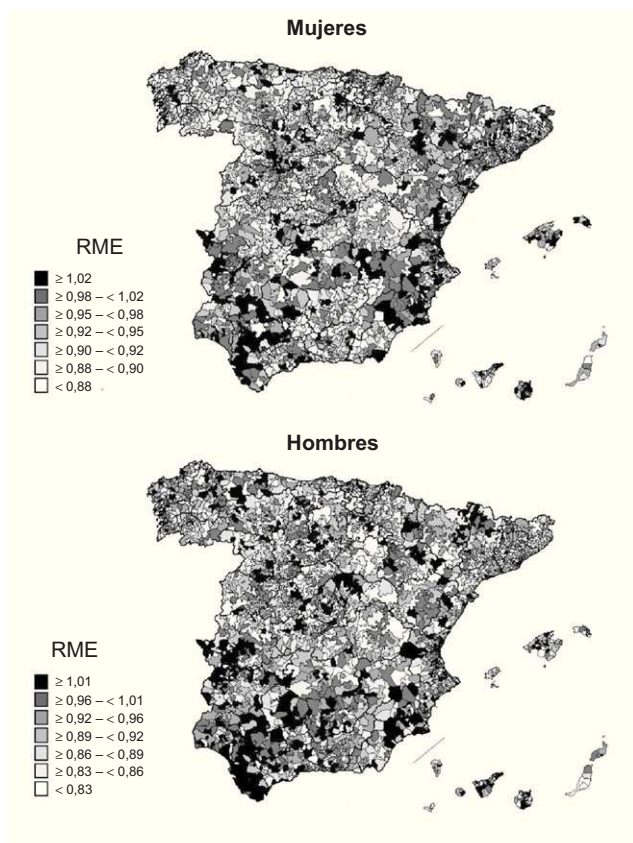 Mujeres
RME
≥ 1,02
≥ 0,98 – < 1,02
≥ 0,95 – < 0,98
≥ 0,92 – < 0,95
≥ 0,90 – < 0,92
≥ 0,88 – < 0,90
< 0,88
Hombres
RME
≥ 1,01
≥ 0,96 – < 1,01
≥ 0,92 – < 0,96
≥ 0,89 – < 0,92
≥ 0,86 – < 0,89
≥ 0,83 – < 0,86
< 0,83